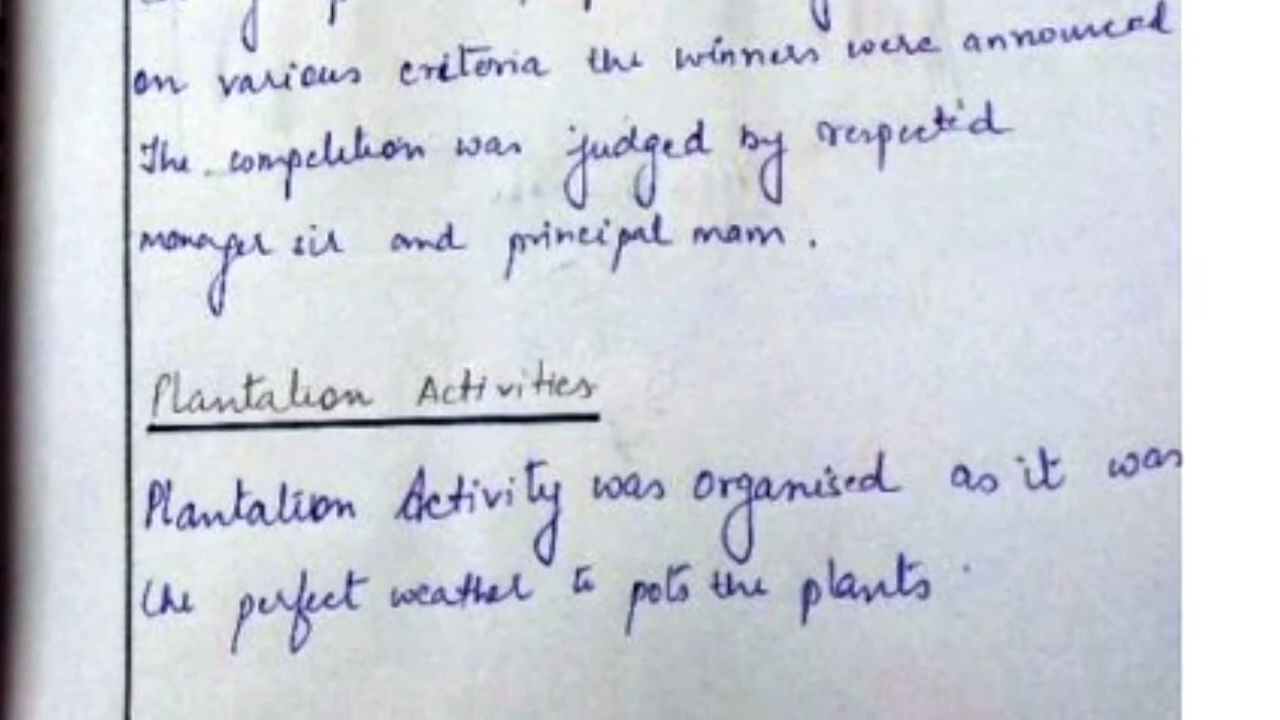 on various criteria the winners were announced
The competition was judged by respected
manager sir and principal mam.
Plantation Activities
Plantation Activity was organised as it was
the perfect weather to pots the plants.